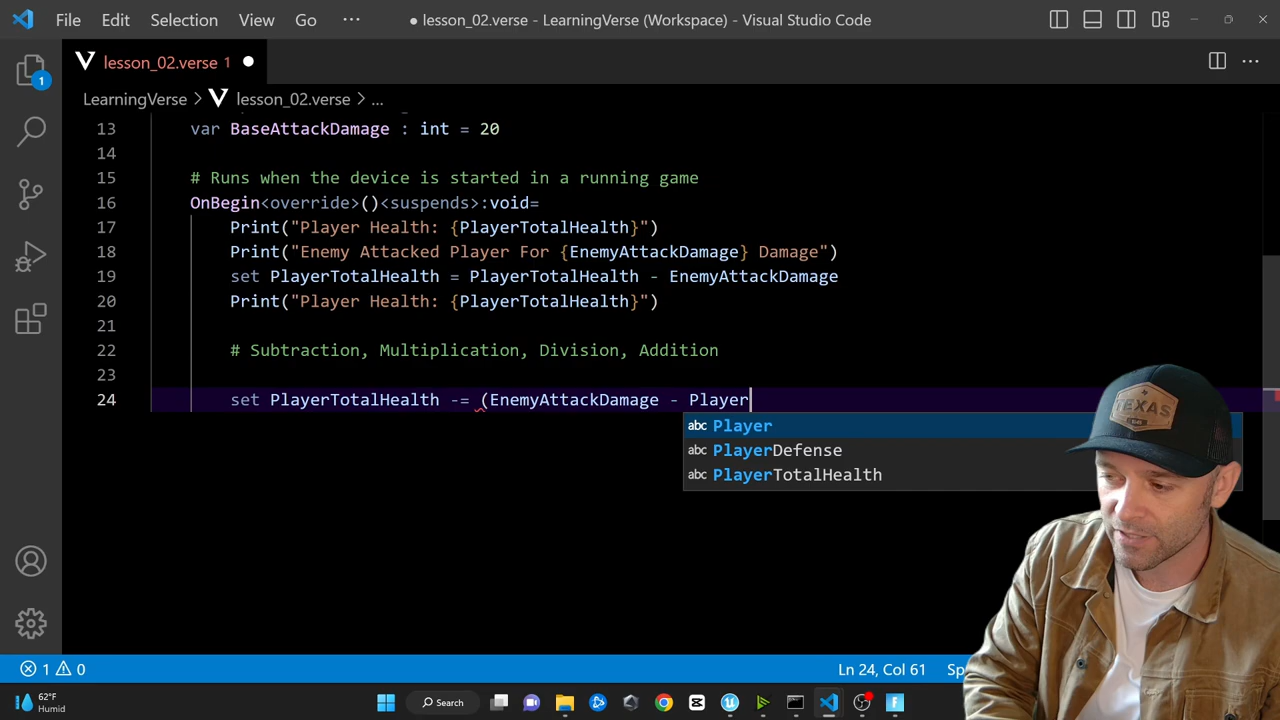 File Edit Selection View Go ··· ● lesson_02.verse - LearningVerse (Workspace) - Visual Studio Code
lesson_02.verse 1 ●
LearningVerse > lesson_02.verse > ...
1
13 var BaseAttackDamage : int = 20
14
15 # Runs when the device is started in a running game
16 OnBegin<override>()<suspends>:void=
17 Print("Player Health: {PlayerTotalHealth}")
18 Print("Enemy Attacked Player For {EnemyAttackDamage} Damage")
19 set PlayerTotalHealth = PlayerTotalHealth - EnemyAttackDamage
20 Print("Player Health: {PlayerTotalHealth}")
21
22 # Subtraction, Multiplication, Division, Addition
23
24 set PlayerTotalHealth -= (EnemyAttackDamage - Player
abc Player
abc PlayerDefense
abc PlayerTotalHealth
TEXAS
1 0 Ln 24, Col 61
62°F
Humid
Search